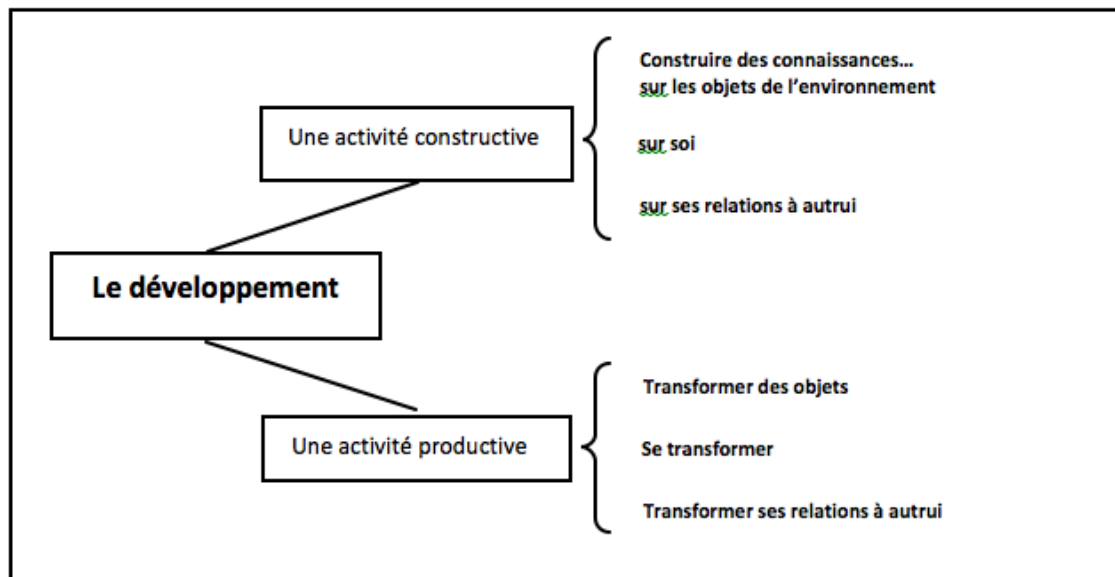 Construire des connaissances…
sur les objets de l’environnement
Une activité constructive
sur soi
sur ses relations à autrui
Le développement
Transformer des objets
Une activité productive
Se transformer
Transformer ses relations à autrui